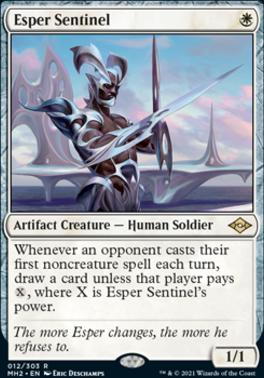 Esper Sentinel
Artifact Creature — Human Soldier
Whenever an opponent casts their
first noncreature spell each turn,
draw a card unless that player pays
X, where X is Esper Sentinel's
power.
The more Esper changes, the more he
refuses to.
1/1
012/303 R
MH2 • EN ERIC DESCHAMPS
™ & © 2021 Wizards of the Coast